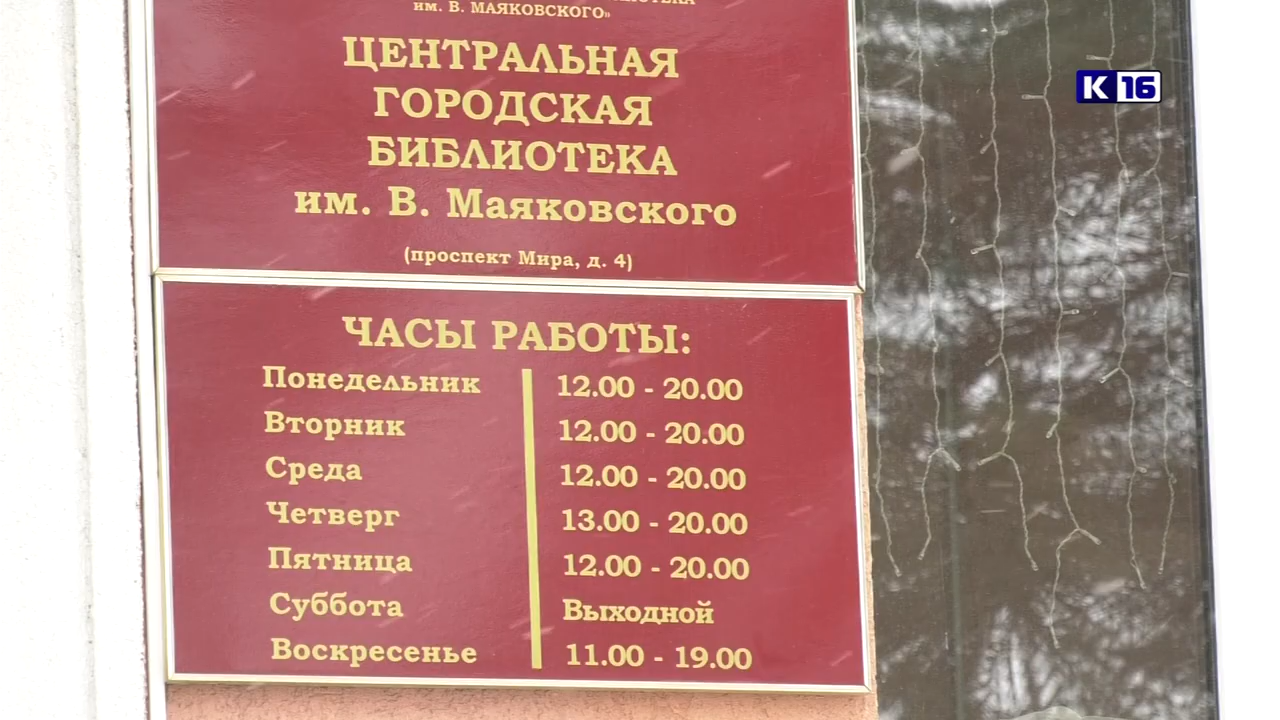 им. В. МАЯКОВСКОГО»
ЦЕНТРАЛЬНАЯ
ГОРОДСКАЯ
БИБЛИОТЕКА
им. В. Маяковского
(проспект Мира, д. 4)
ЧАСЫ РАБОТЫ:
Понедельник 12.00 - 20.00
Вторник 12.00 - 20.00
Среда 12.00 - 20.00
Четверг 13.00 - 20.00
Пятница 12.00 - 20.00
Суббота Выходной
Воскресенье 11.00 - 19.00
К 16